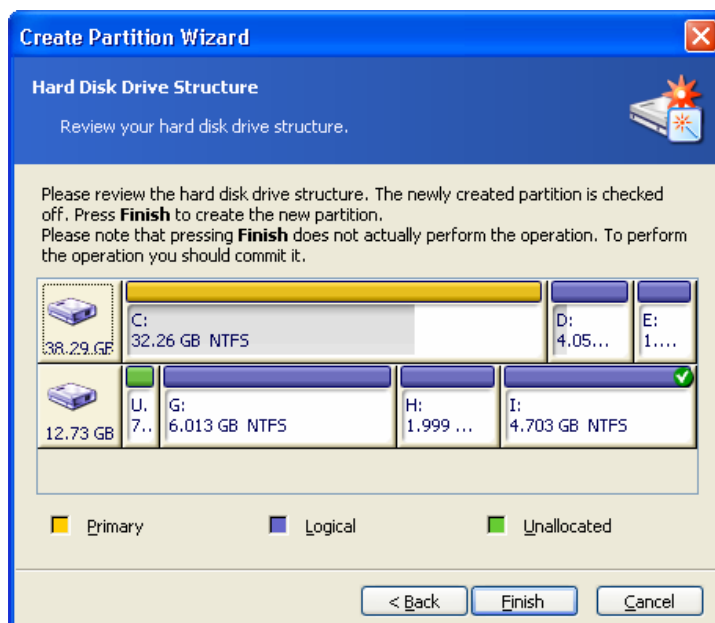 Create Partition Wizard
Hard Disk Drive Structure
Review your hard disk drive structure.
Please review the hard disk drive structure. The newly created partition is checked
off. Press Finish to create the new partition.
Please note that pressing Finish does not actually perform the operation. To perform
the operation you should commit it.
38.29 GB
C:
32.26 GB NTFS
D:
4.05...
E:
1....
12.73 GB
U.
7..
G:
6.013 GB NTFS
H:
1.999 ...
I:
4.703 GB NTFS
Primary
Logical
Unallocated
< Back
Finish
Cancel